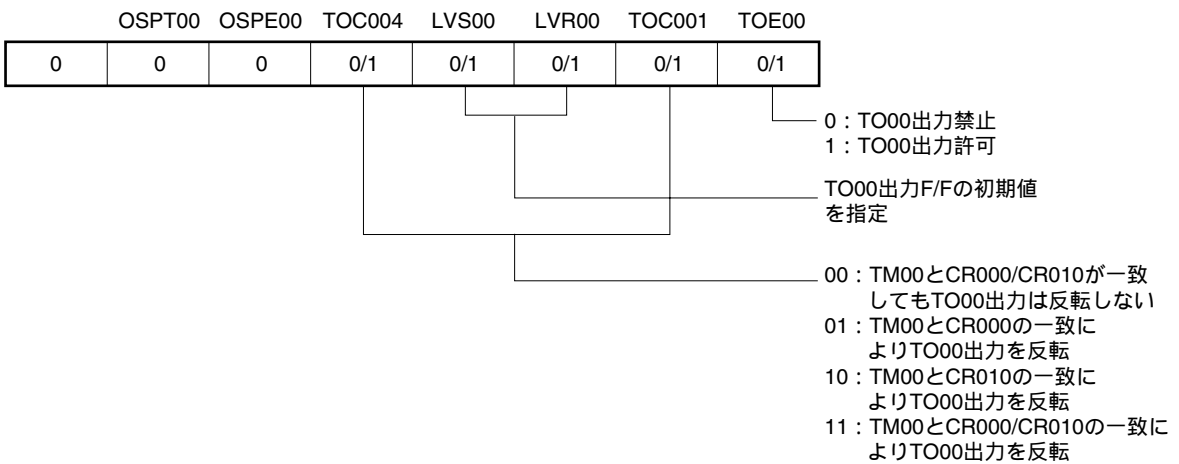 OSPT00 OSPE00 TOC004 LVS00 LVR00 TOC001 TOE00
0 0 0 0/1 0/1 0/1 0/1 0/1
0：TO00出力禁止
1：TO00出力許可
TO00出力F/Fの初期値
を指定
00：TM00とCR000/CR010が一致
してもTO00出力は反転しない
01：TM00とCR000の一致に
よりTO00出力を反転
10：TM00とCR010の一致に
よりTO00出力を反転
11：TM00とCR000/CR010の一致に
よりTO00出力を反転